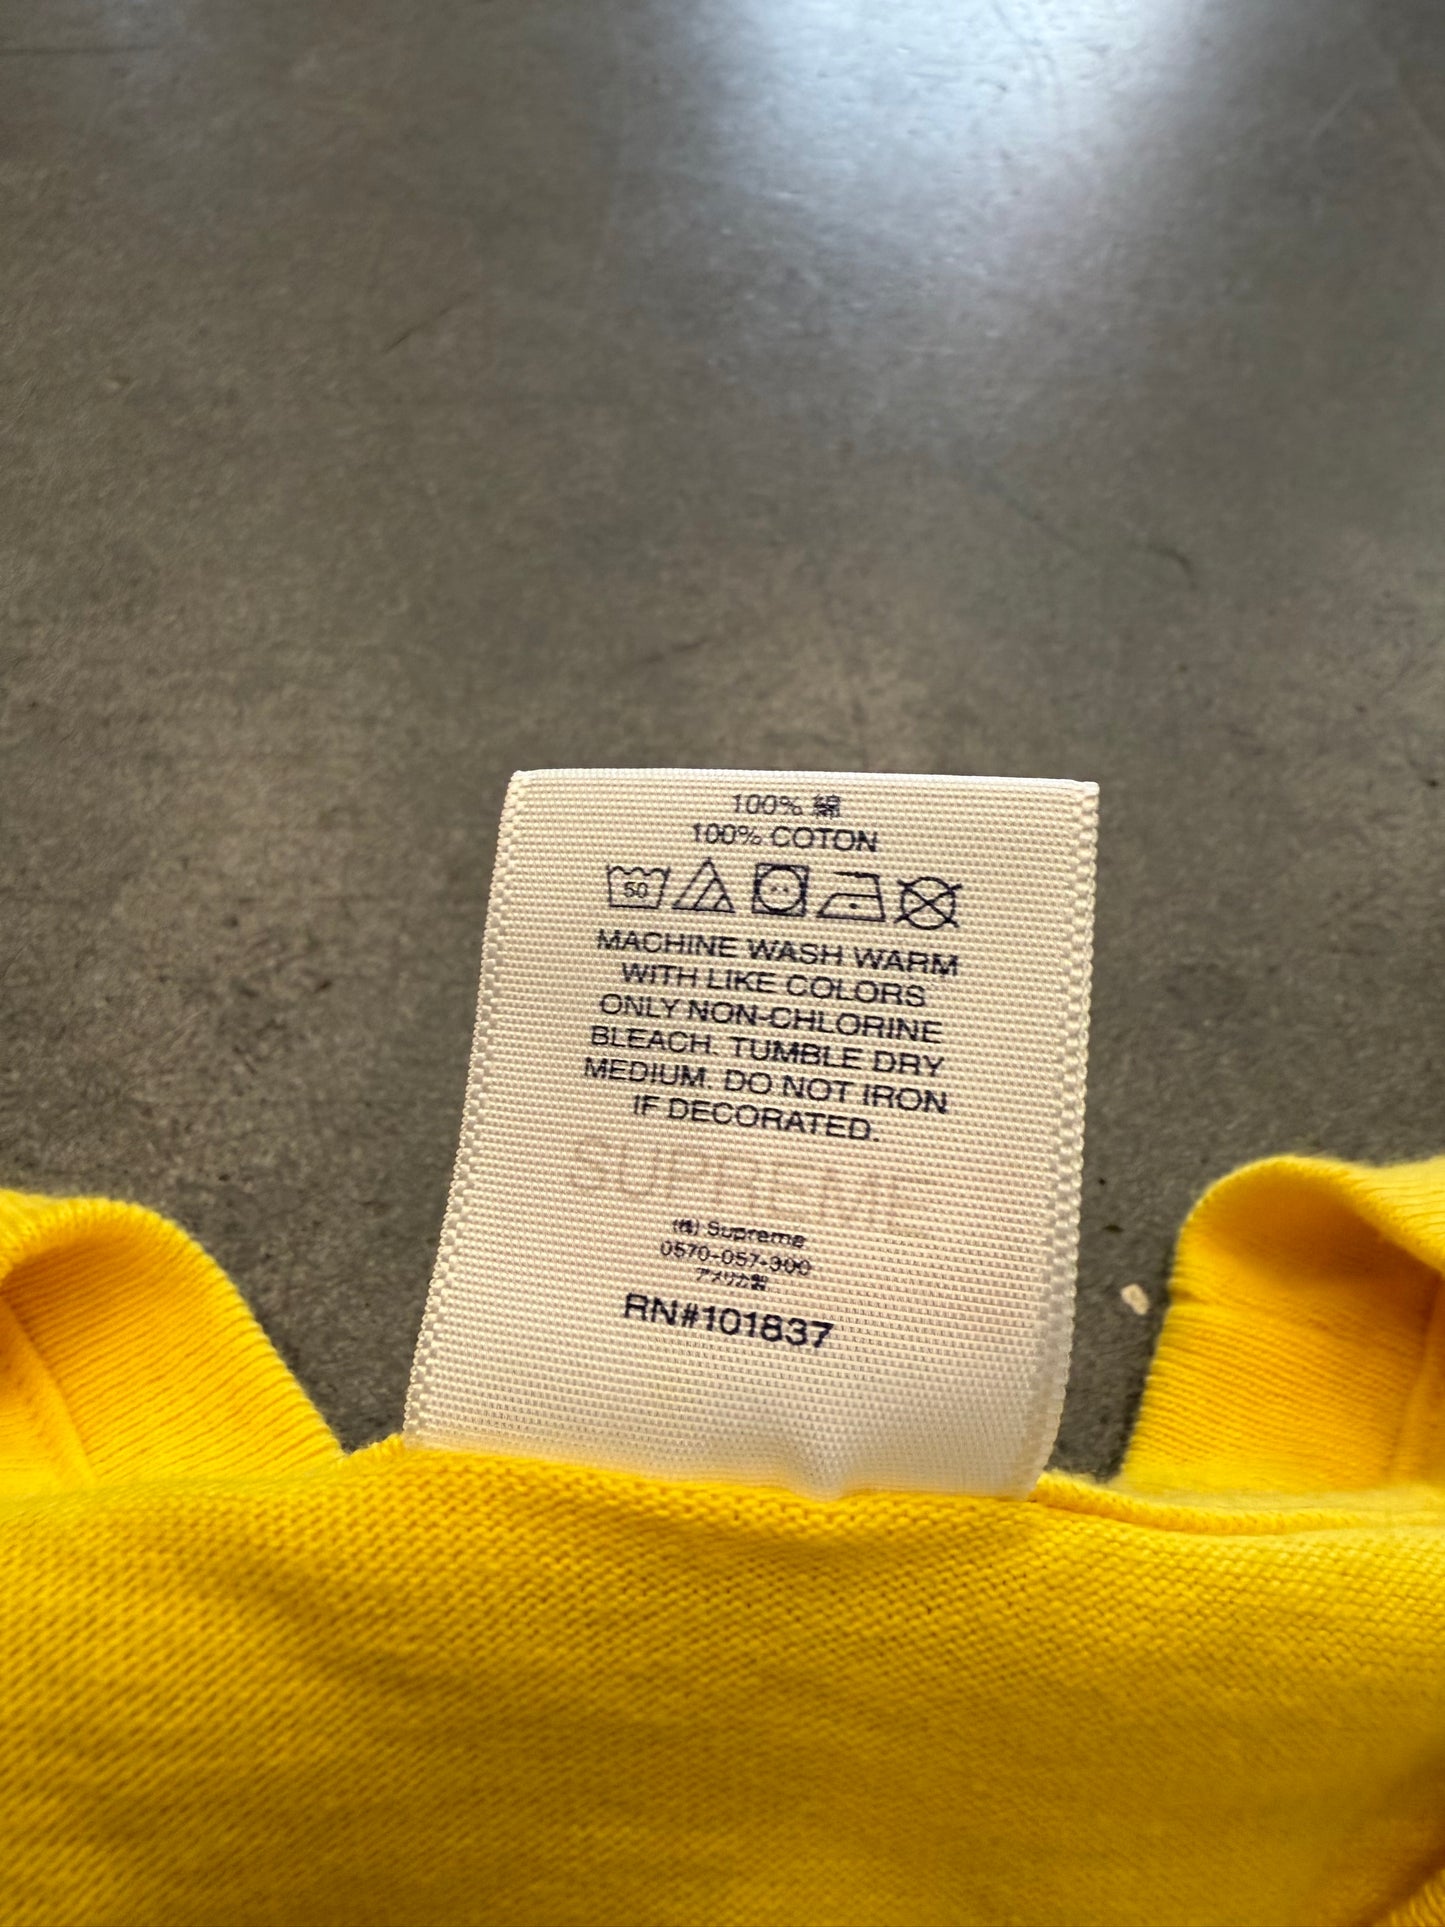 100% 綿
100% COTON
50
MACHINE WASH WARM
WITH LIKE COLORS
ONLY NON-CHLORINE
BLEACH. TUMBLE DRY
MEDIUM. DO NOT IRON
IF DECORATED.
SUPREME
(株) Supreme
0570-057-300
アメリカ製
RN#101837